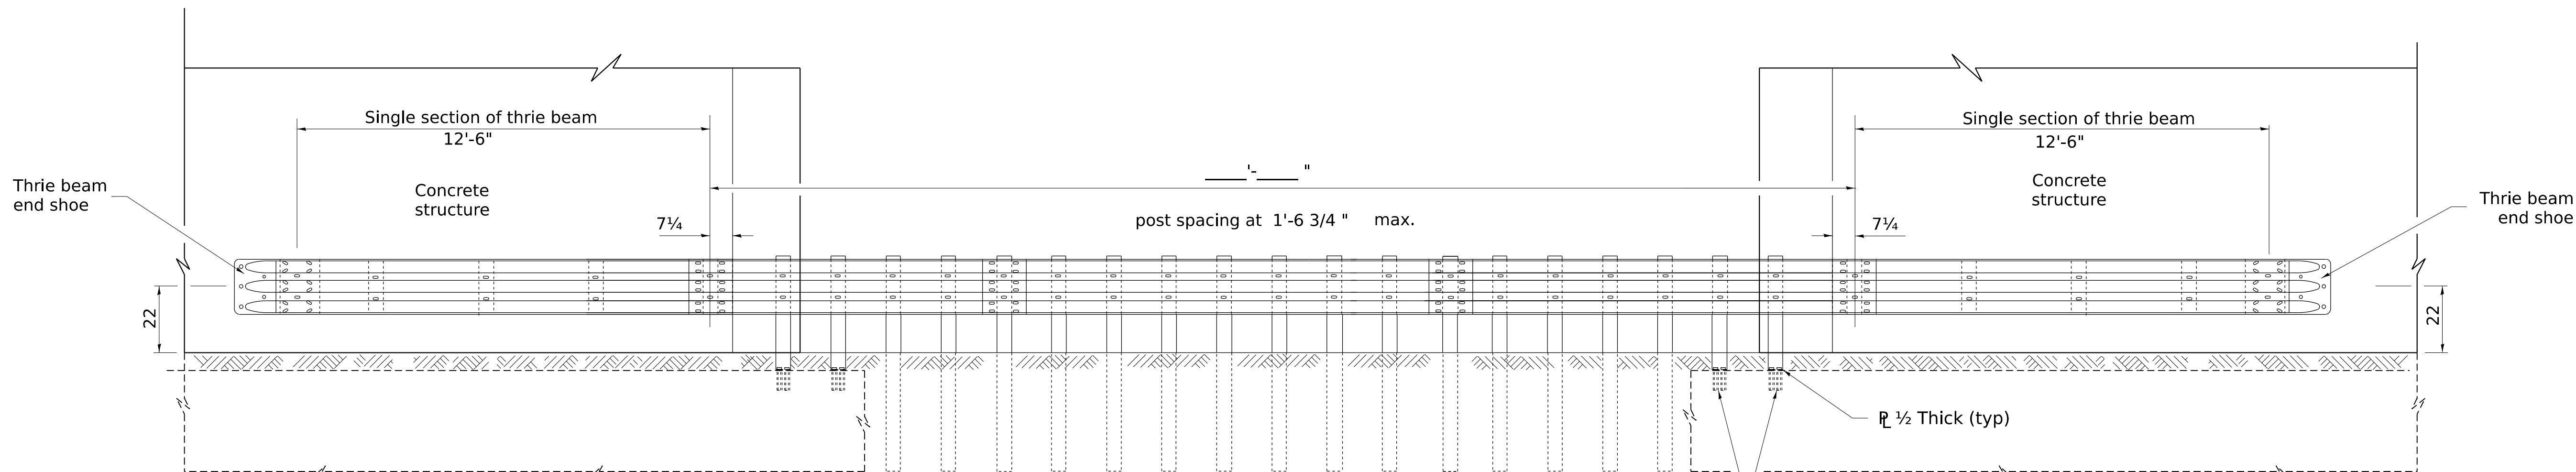 Single section of thrie beam
12'-6"
Single section of thrie beam
12'-6"
____'-____ "
Thrie beam
end shoe
Concrete
structure
Concrete
structure
Thrie beam
end shoe
7¼
post spacing at 1'-6 3/4 " max.
7¼
22
22
℄ ½ Thick (typ)